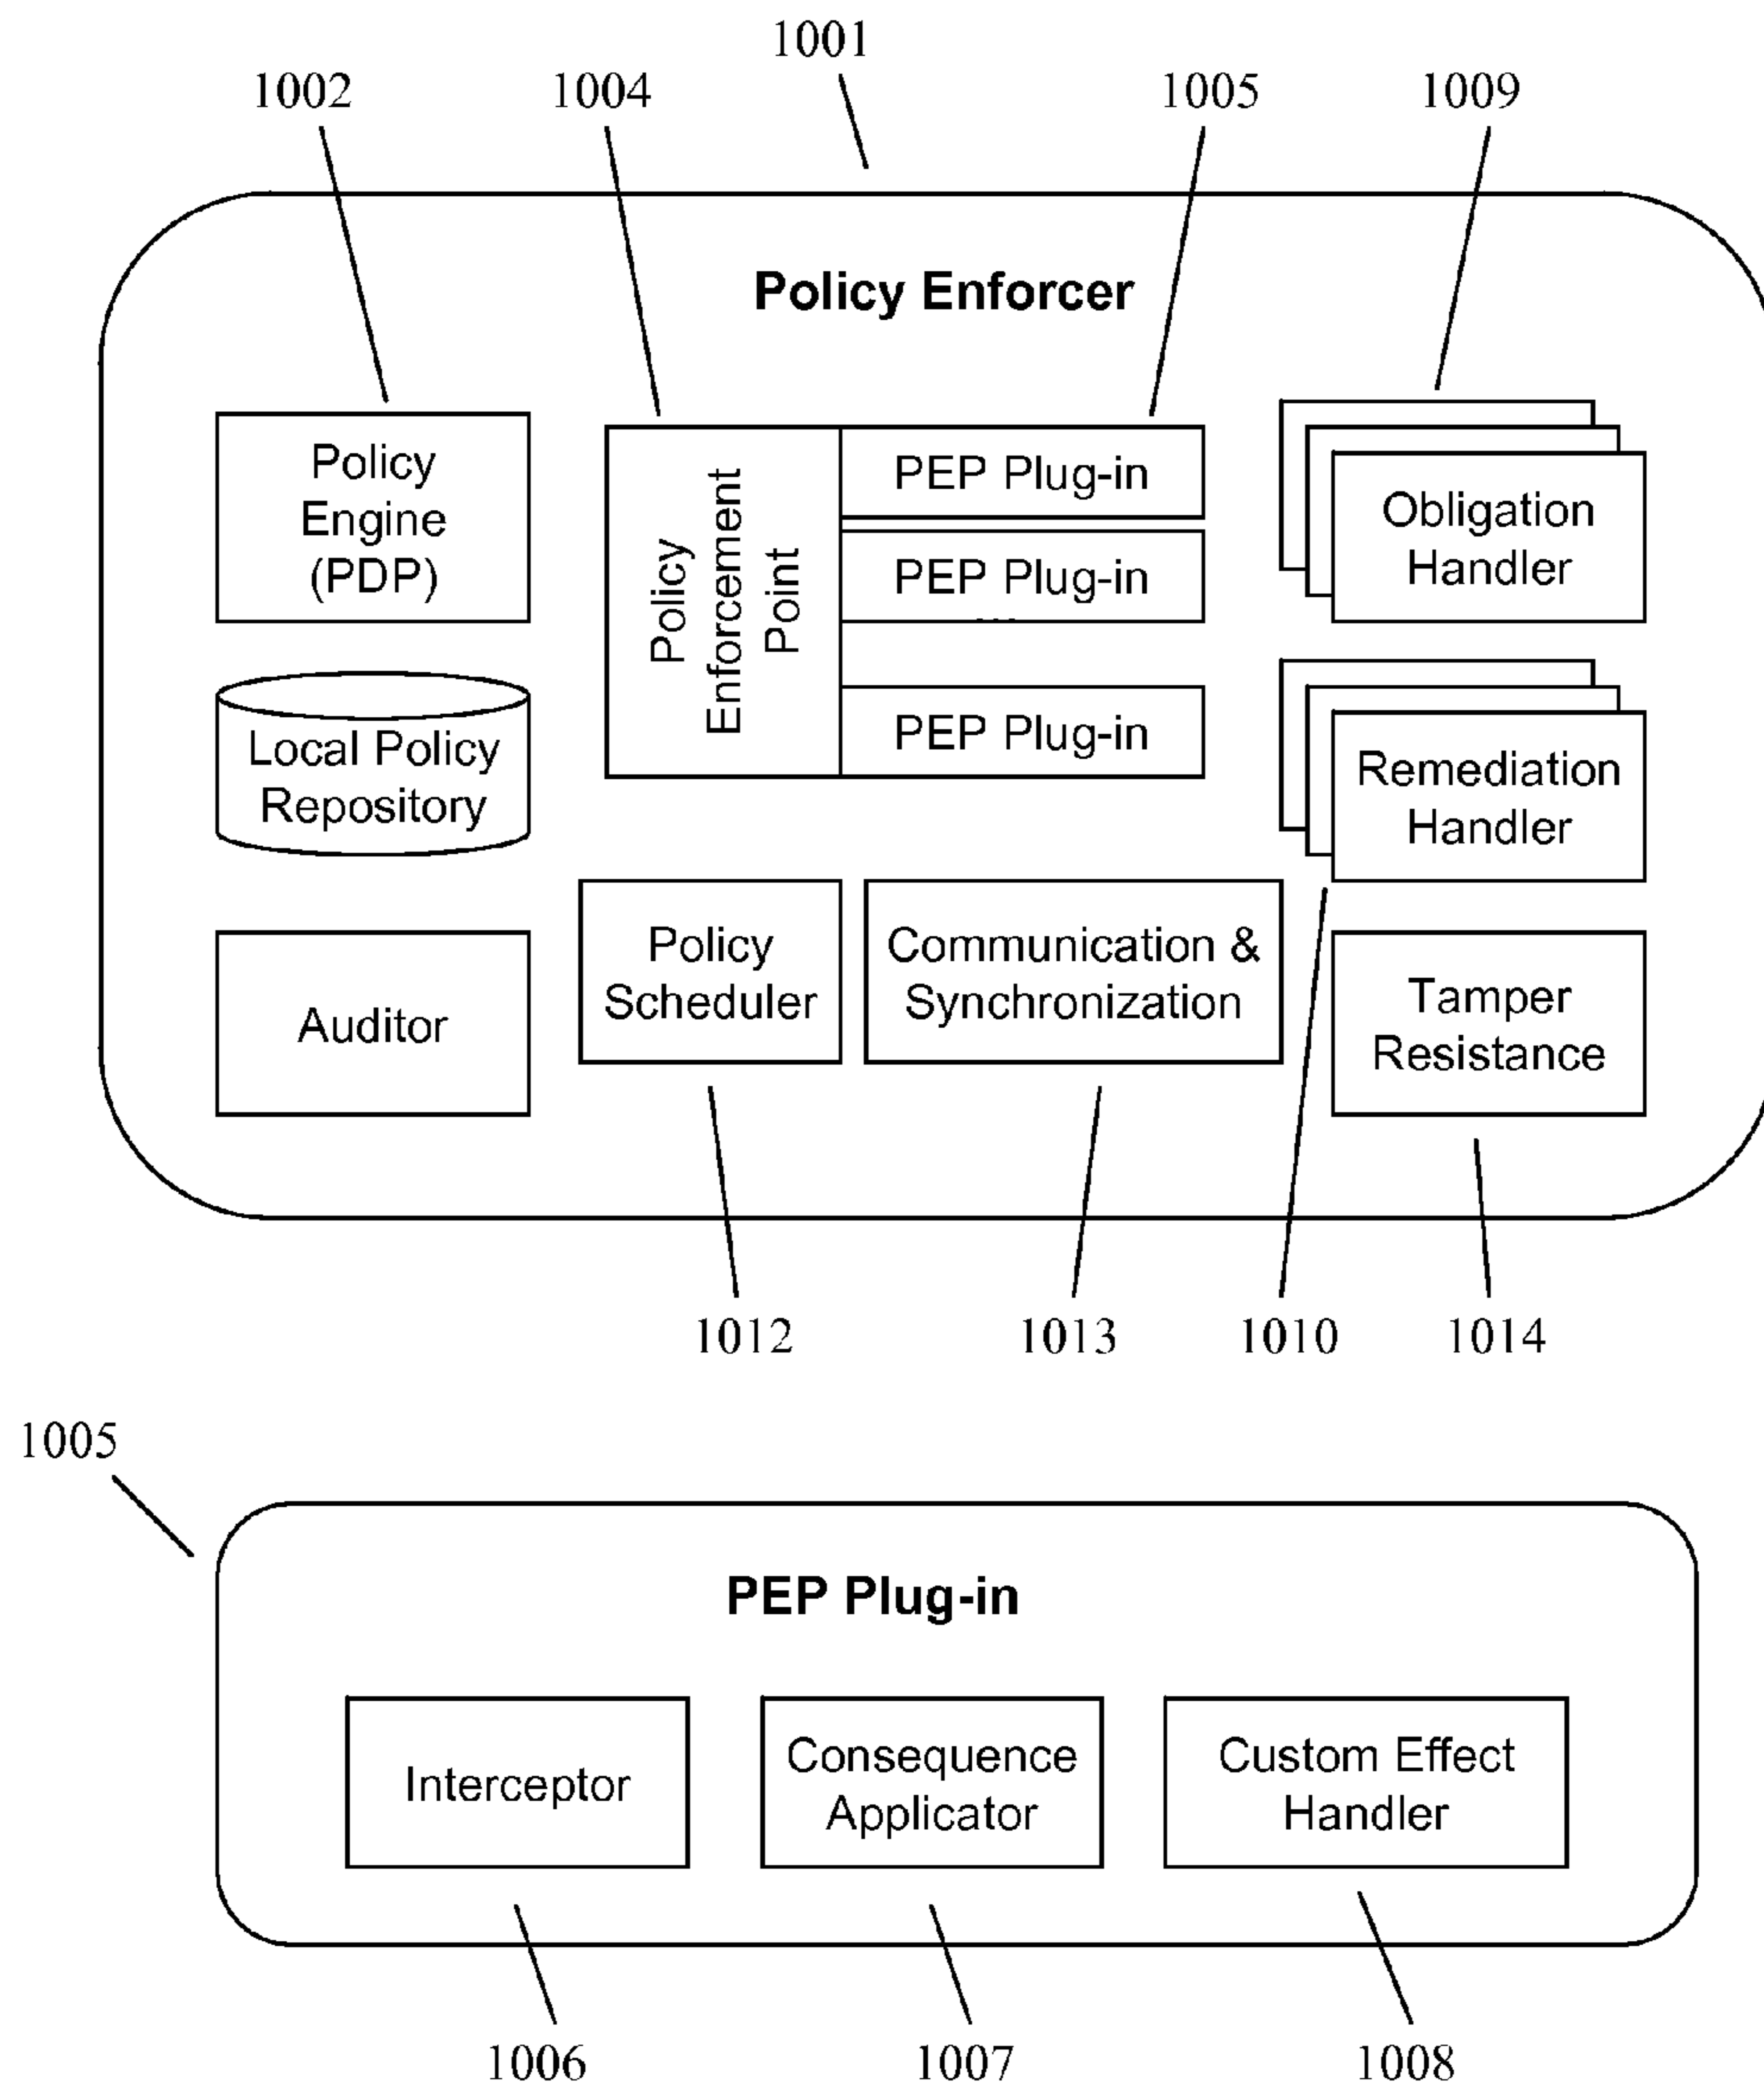 1001
1002
1004
1005
1009
Policy Enforcer
Policy
Engine
(PDP)
Policy
Enforcement
Point
PEP Plug-in
PEP Plug-in
...
PEP Plug-in
Obligation
Handler
Local Policy
Repository
Remediation
Handler
Auditor
Policy
Scheduler
Communication &
Synchronization
Tamper
Resistance
1012
1013
1010
1014
1005
PEP Plug-in
Interceptor
Consequence
Applicator
Custom Effect
Handler
1006
1007
1008